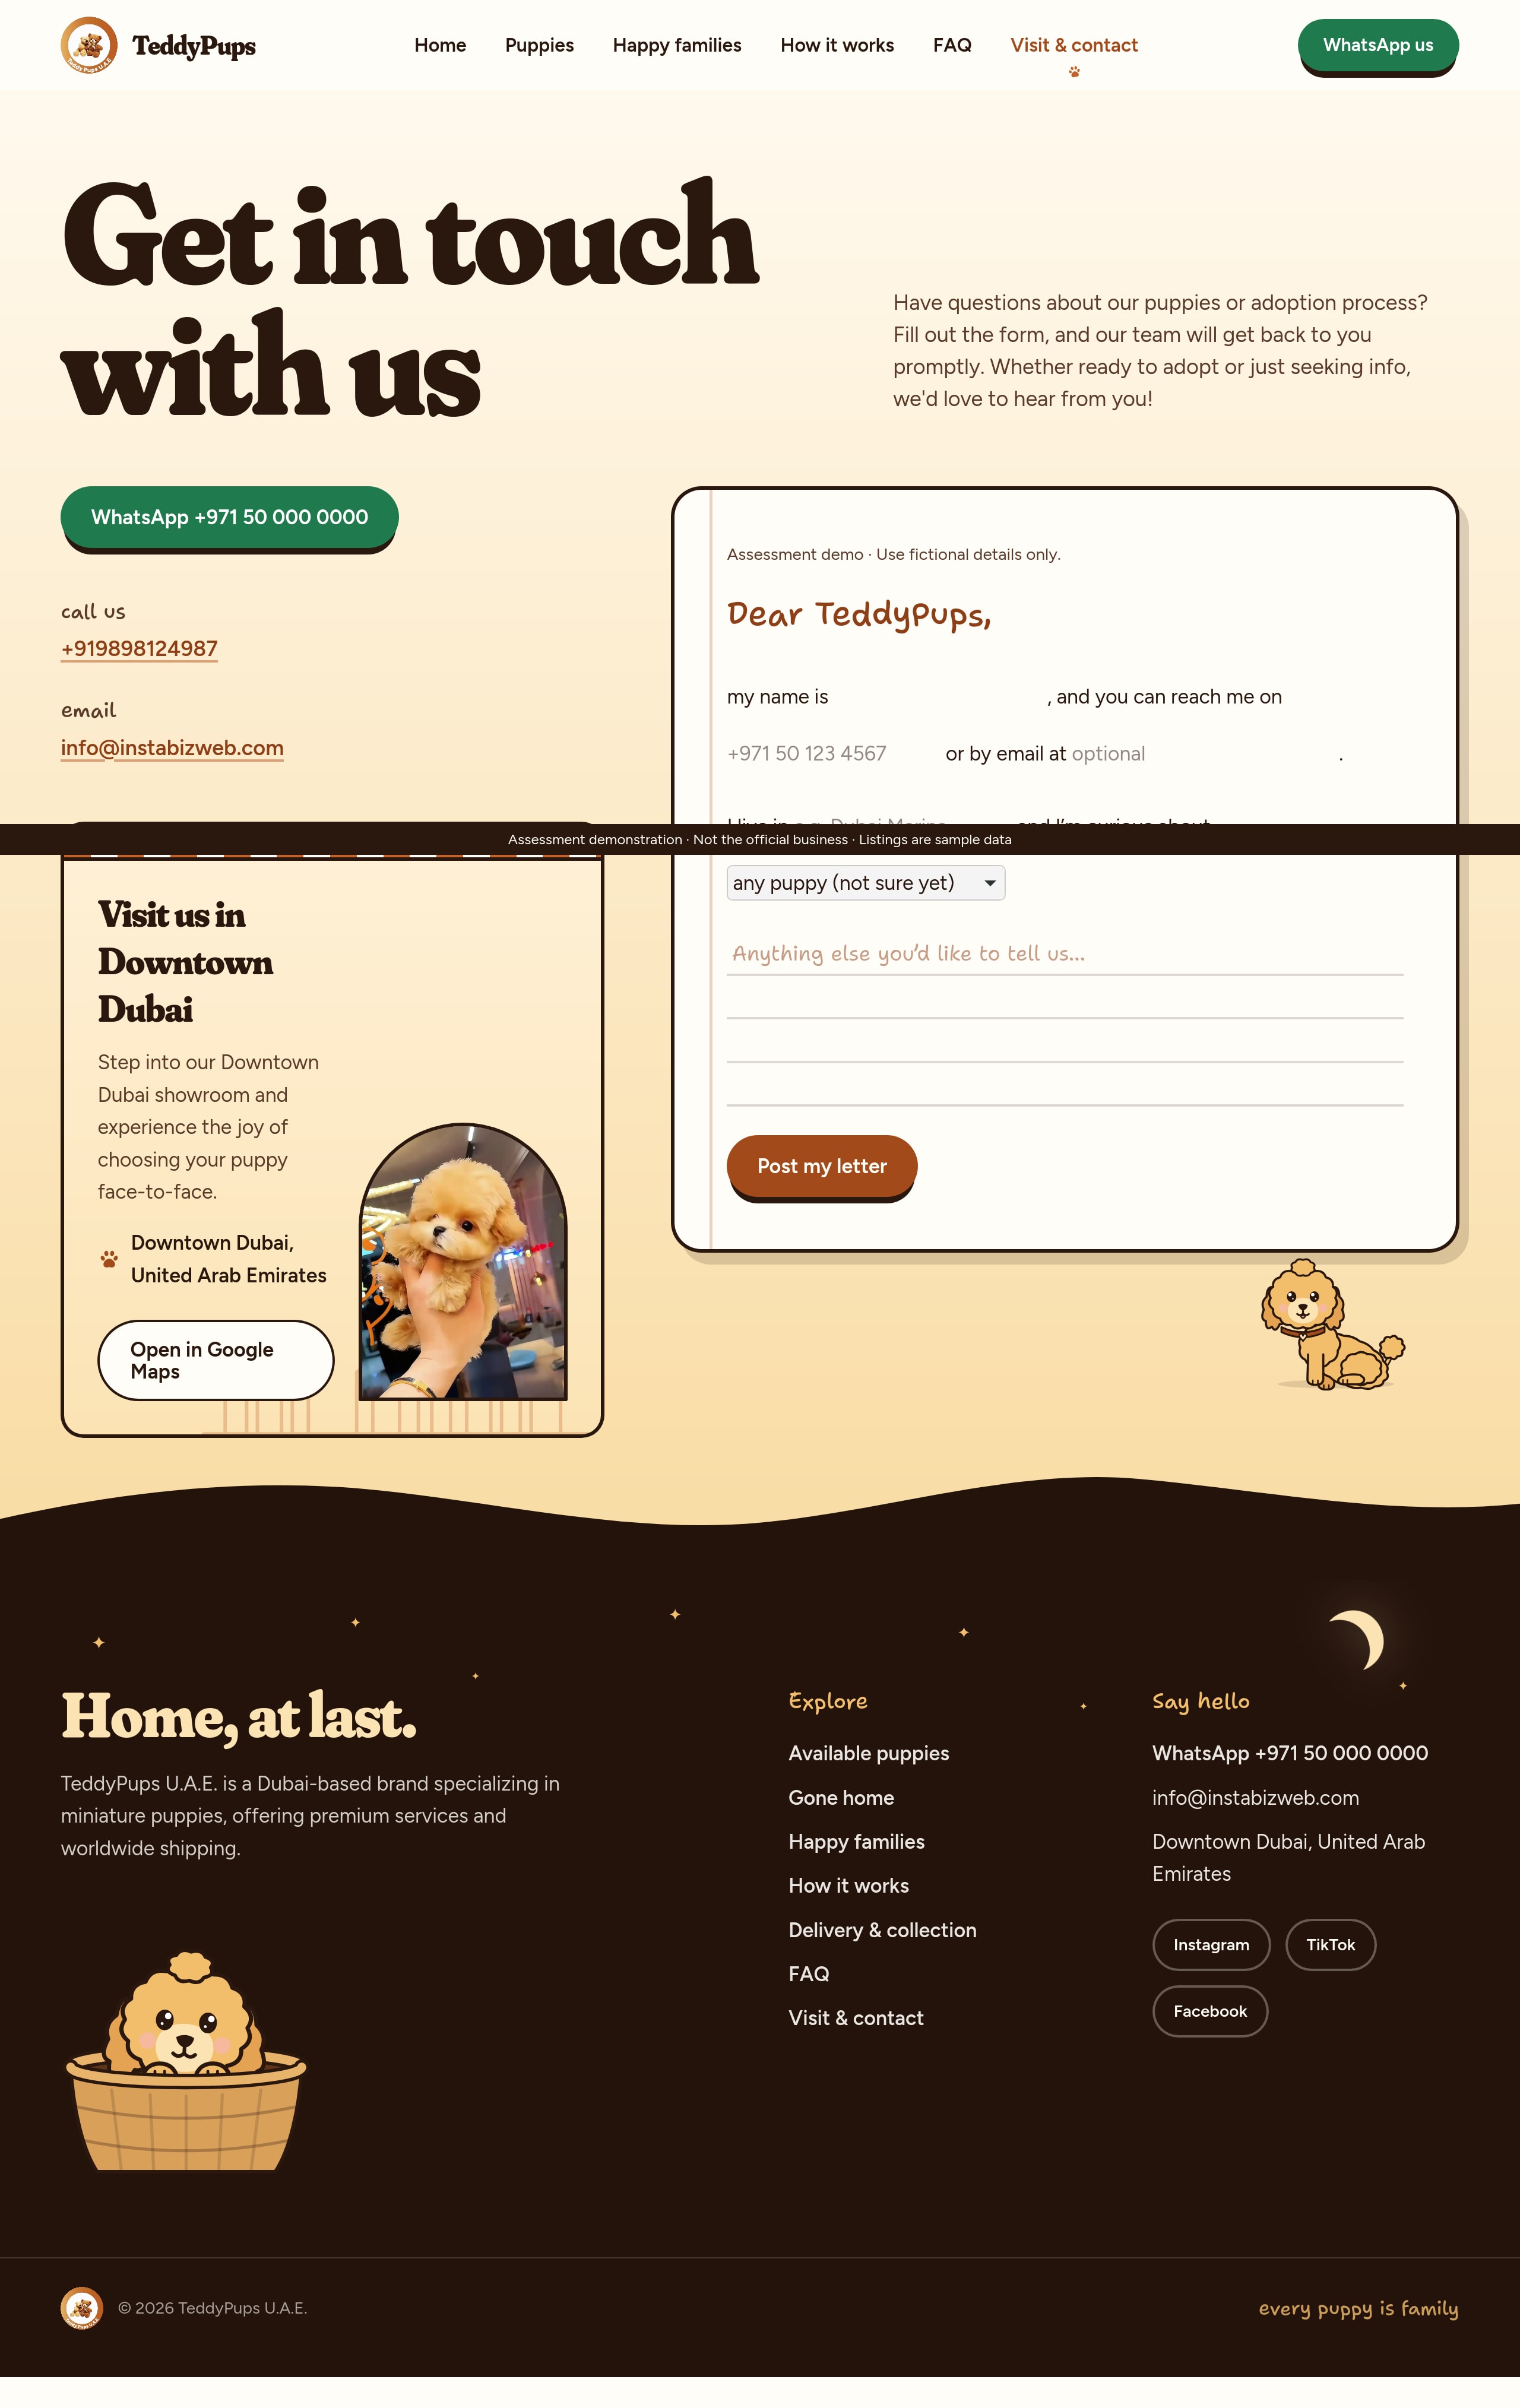 TeddyPups
Home
Puppies
Happy families
How it works
FAQ
Visit & contact
WhatsApp us
Get in touch
with us
Have questions about our puppies or adoption process?
Fill out the form, and our team will get back to you
promptly. Whether ready to adopt or just seeking info,
we'd love to hear from you!
WhatsApp +971 50 000 0000
call us
+919898124987
email
info@instabizweb.com
Assessment demo · Use fictional details only.
Dear TeddyPups,
my name is , and you can reach me on
+971 50 123 4567 or by email at optional .
Assessment demonstration · Not the official business · Listings are sample data
any puppy (not sure yet)
Anything else you’d like to tell us…
Post my letter
Visit us in
Downtown
Dubai
Step into our Downtown
Dubai showroom and
experience the joy of
choosing your puppy
face-to-face.
Downtown Dubai,
United Arab Emirates
Open in Google
Maps
Home, at last.
TeddyPups U.A.E. is a Dubai-based brand specializing in
miniature puppies, offering premium services and
worldwide shipping.
Explore
Available puppies
Gone home
Happy families
How it works
Delivery & collection
FAQ
Visit & contact
Say hello
WhatsApp +971 50 000 0000
info@instabizweb.com
Downtown Dubai, United Arab
Emirates
Instagram
TikTok
Facebook
© 2026 TeddyPups U.A.E.
every puppy is family